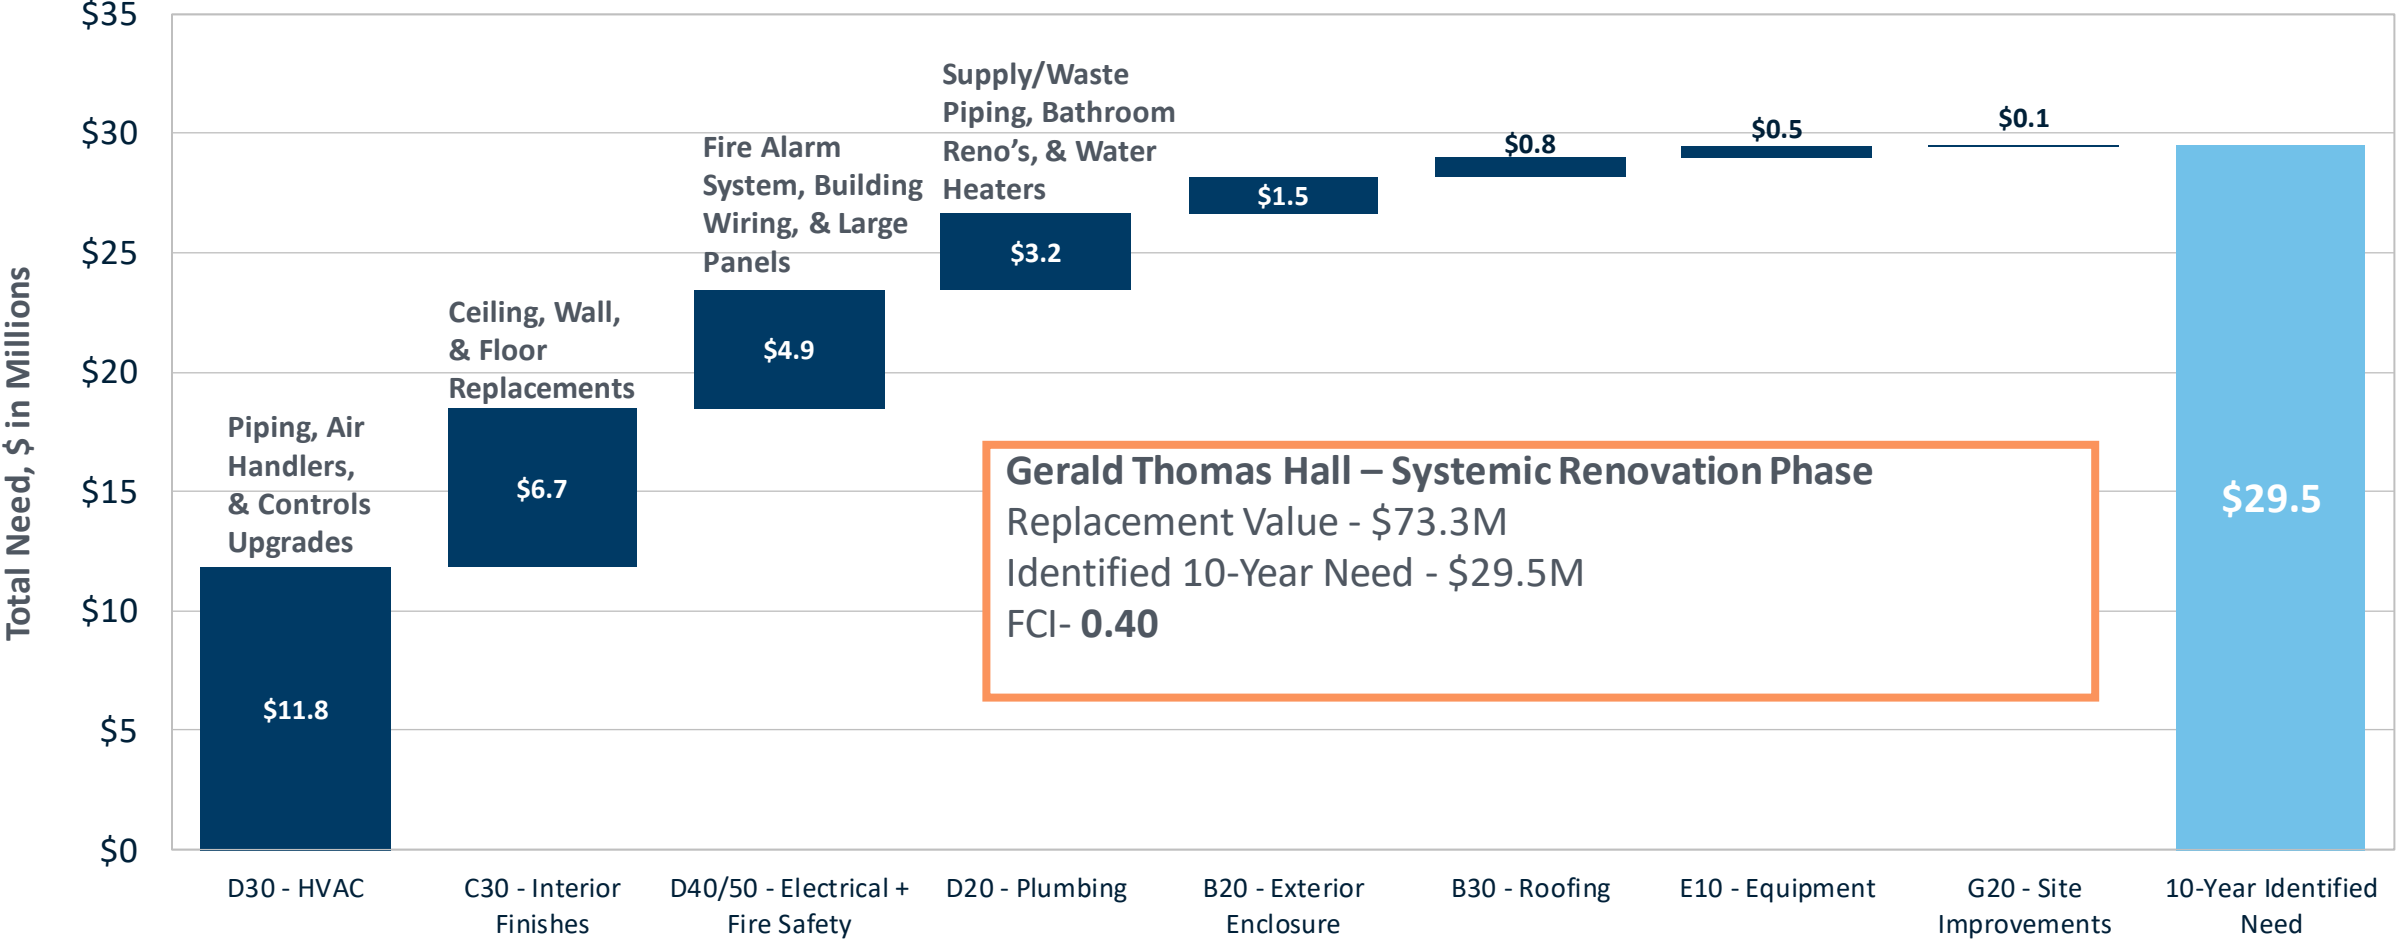 Total Need, $ in Millions
$35
$30
$25
$20
$15
$10
$5
$0
Piping, Air
Handlers,
& Controls
Upgrades
$11.8
Ceiling, Wall,
& Floor
Replacements
$6.7
Fire Alarm
System, Building
Wiring, & Large
Panels
$4.9
Supply/Waste
Piping, Bathroom
Reno’s, & Water
Heaters
$3.2
$1.5
$0.8
$0.5
$0.1
$29.5
Gerald Thomas Hall – Systemic Renovation Phase
Replacement Value - $73.3M
Identified 10-Year Need - $29.5M
FCI- 0.40
D30 - HVAC
C30 - Interior
Finishes
D40/50 - Electrical +
Fire Safety
D20 - Plumbing
B20 - Exterior
Enclosure
B30 - Roofing
E10 - Equipment
G20 - Site
Improvements
10-Year Identified
Need